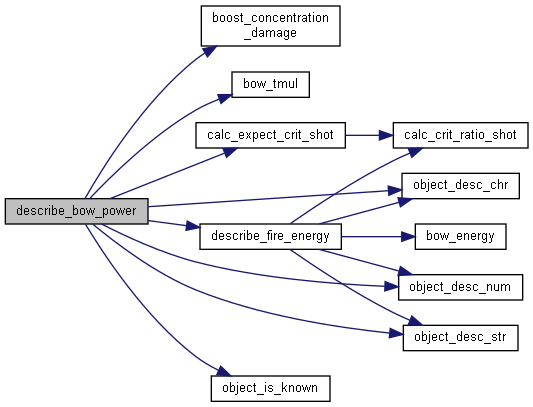 boost_concentration
_damage
bow_tmul
calc_expect_crit_shot
calc_crit_ratio_shot
object_desc_chr
describe_bow_power
describe_fire_energy
bow_energy
object_desc_num
object_desc_str
object_is_known